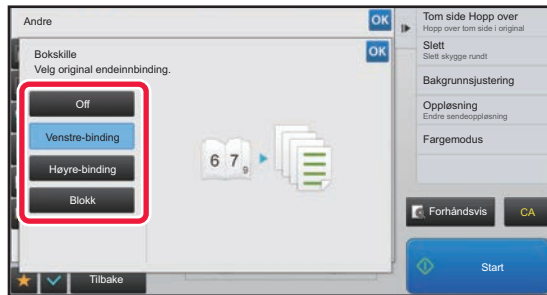 Andre
OK
Bokskille
OK
Velg original endeinnbinding.
Off
Venstre-binding
Høyre-binding
Blokk
6 7 9
Tilbake
Tom side Hopp over
Hopp over tom side i original
Slett
Slett skygge rundt
Bakgrunnsjustering
Oppløsning
Endre sendeoppløsning
Fargemodus
Forhåndsvis
CA
Start